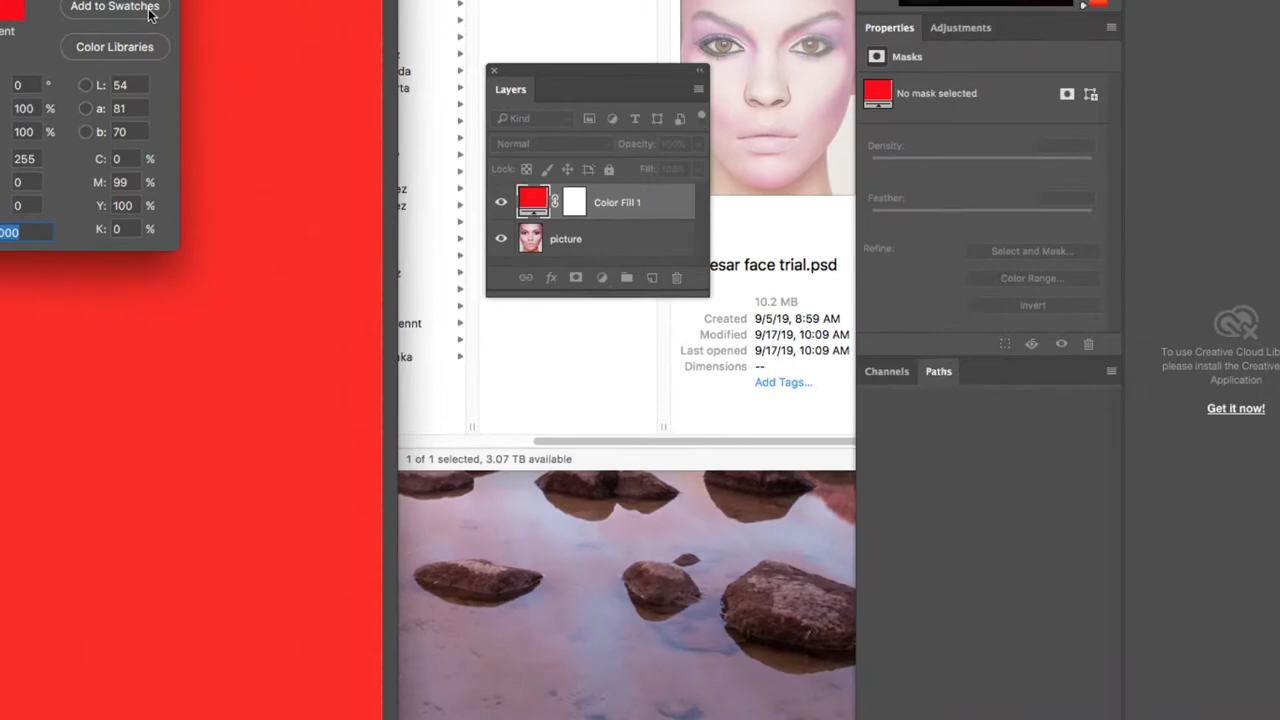 Add to Swatches
ent
Color Libraries
0 °
L: 54
100 %
a: 81
100 %
b: 70
255
C: 0 %
0
M: 99 %
0
Y: 100 %
000
K: 0 %
da
rta
ez
ez
ennt
aka
Layers
Kind
Normal
Opacity: 100%
Lock:
Fill: 100%
Color Fill 1
picture
esar face trial.psd
10.2 MB
Created 9/5/19, 8:59 AM
Modified 9/17/19, 10:09 AM
Last opened 9/17/19, 10:09 AM
Dimensions --
Add Tags...
1 of 1 selected, 3.07 TB available
Properties
Adjustments
Masks
No mask selected
Density:
Feather:
Refine:
Select and Mask...
Color Range...
Invert
Channels
Paths
To use Creative Cloud Lib
please install the Creative
Application
Get it now!